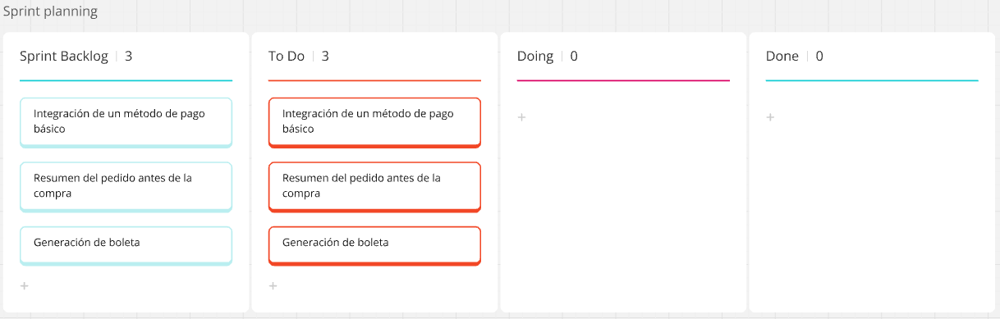 Sprint planning
Sprint Backlog 3
Integración de un método de pago
básico
Resumen del pedido antes de la
compra
Generación de boleta
+
To Do 3
Integración de un método de pago
básico
Resumen del pedido antes de la
compra
Generación de boleta
+
Doing 0
+
Done 0
+